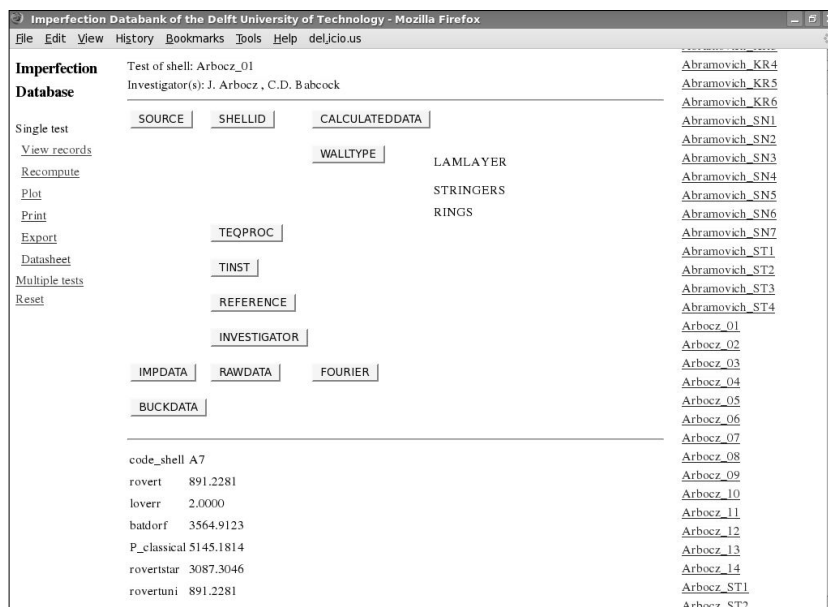 Imperfection Databank of the Delft University of Technology - Mozilla Firefox
File Edit View History Bookmarks Tools Help del.icio.us
Imperfection
Database
Single test
View records
Recompute
Plot
Print
Export
Datasheet
Multiple tests
Reset
Test of shell: Arbocz_01
Investigator(s): J. Arbocz , C.D. Babcock
SOURCE SHELLID CALCULATEDDATA
WALLTYPE LAMLAYER
STRINGERS
RINGS
TEQPROC
TINST
REFERENCE
INVESTIGATOR
IMPDATA RAWDATA FOURIER
BUCKDATA
code_shell A7
rovert 891.2281
loverr 2.0000
batdorf 3564.9123
P_classical 5145.1814
rovertstar 3087.3046
rovertuni 891.2281
Abramovich_KR4
Abramovich_KR5
Abramovich_KR6
Abramovich_SN1
Abramovich_SN2
Abramovich_SN3
Abramovich_SN4
Abramovich_SN5
Abramovich_SN6
Abramovich_SN7
Abramovich_ST1
Abramovich_ST2
Abramovich_ST3
Abramovich_ST4
Arbocz_01
Arbocz_02
Arbocz_03
Arbocz_04
Arbocz_05
Arbocz_06
Arbocz_07
Arbocz_08
Arbocz_09
Arbocz_10
Arbocz_11
Arbocz_12
Arbocz_13
Arbocz_14
Arbocz_ST1
Arbocz_ST2